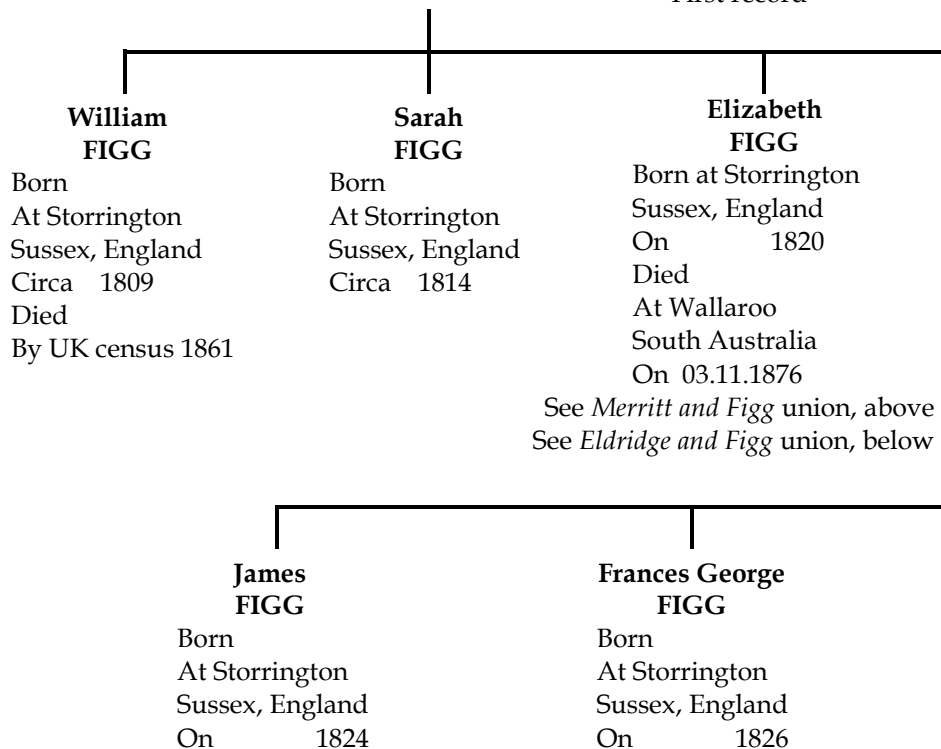 First record
William
FIGG
Born
At Storrington
Sussex, England
Circa 1809
Died
By UK census 1861
Sarah
FIGG
Born
At Storrington
Sussex, England
Circa 1814
Elizabeth
FIGG
Born at Storrington
Sussex, England
On 1820
Died
At Wallaroo
South Australia
On 03.11.1876
See Merritt and Figg union, above
See Eldridge and Figg union, below
James
FIGG
Born
At Storrington
Sussex, England
On 1824
Frances George
FIGG
Born
At Storrington
Sussex, England
On 1826